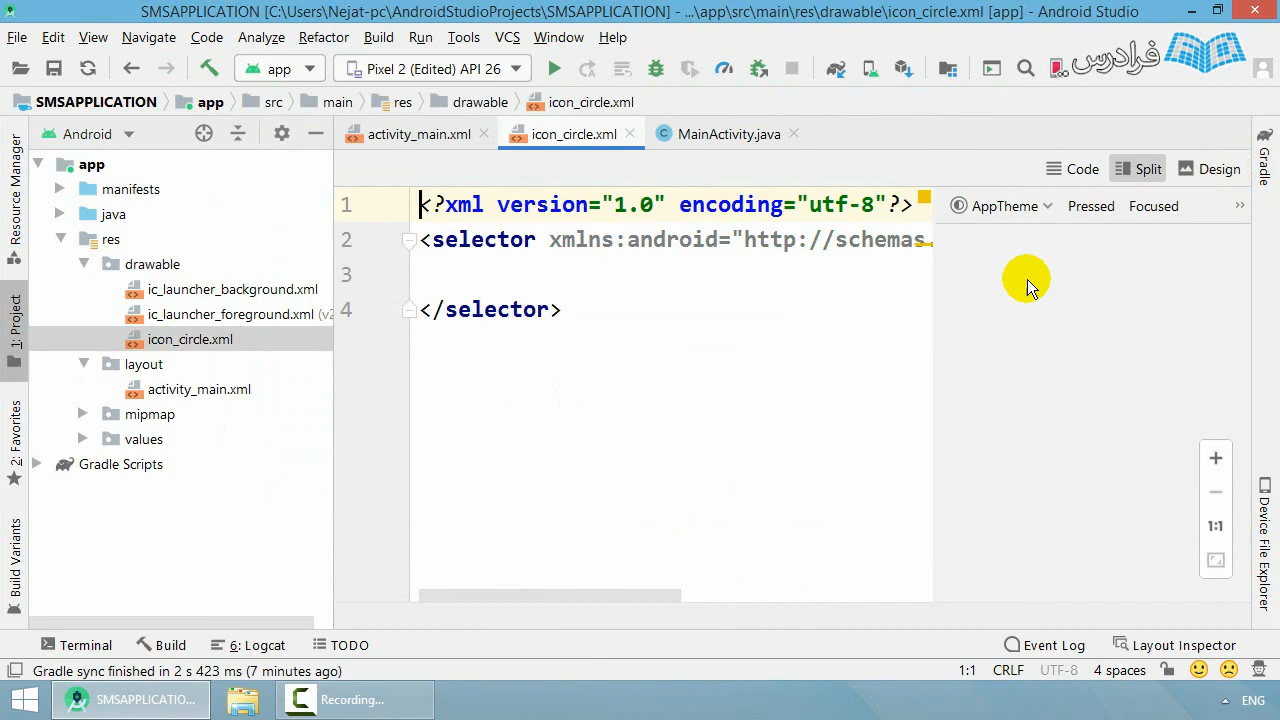 SMSAPPLICATION [C:\Users\Nejat-pc\AndroidStudioProjects\SMSAPPLICATION] - ...\app\src\main\res\drawable\icon_circle.xml [app] - Android Studio
File Edit View Navigate Code Analyze Refactor Build Run Tools VCS Window Help
app Pixel 2 (Edited) API 26
فرادرس
SMSAPPLICATION app src main res drawable icon_circle.xml
Android
activity_main.xml icon_circle.xml MainActivity.java
Code Split Design
Resource Manager
1: Project
2: Favorites
Build Variants
app
manifests
java
res
drawable
ic_launcher_background.xml
ic_launcher_foreground.xml (v2
icon_circle.xml
layout
activity_main.xml
mipmap
values
Gradle Scripts
1 <?xml version="1.0" encoding="utf-8"?>
2 <selector xmlns:android="http://schemas.
3
4 </selector>
AppTheme Pressed Focused
1:1
Gradle
Device File Explorer
Terminal Build 6: Logcat TODO Event Log Layout Inspector
Gradle sync finished in 2 s 423 ms (7 minutes ago) 1:1 CRLF UTF-8 4 spaces
SMSAPPLICATIO... Recording... ENG